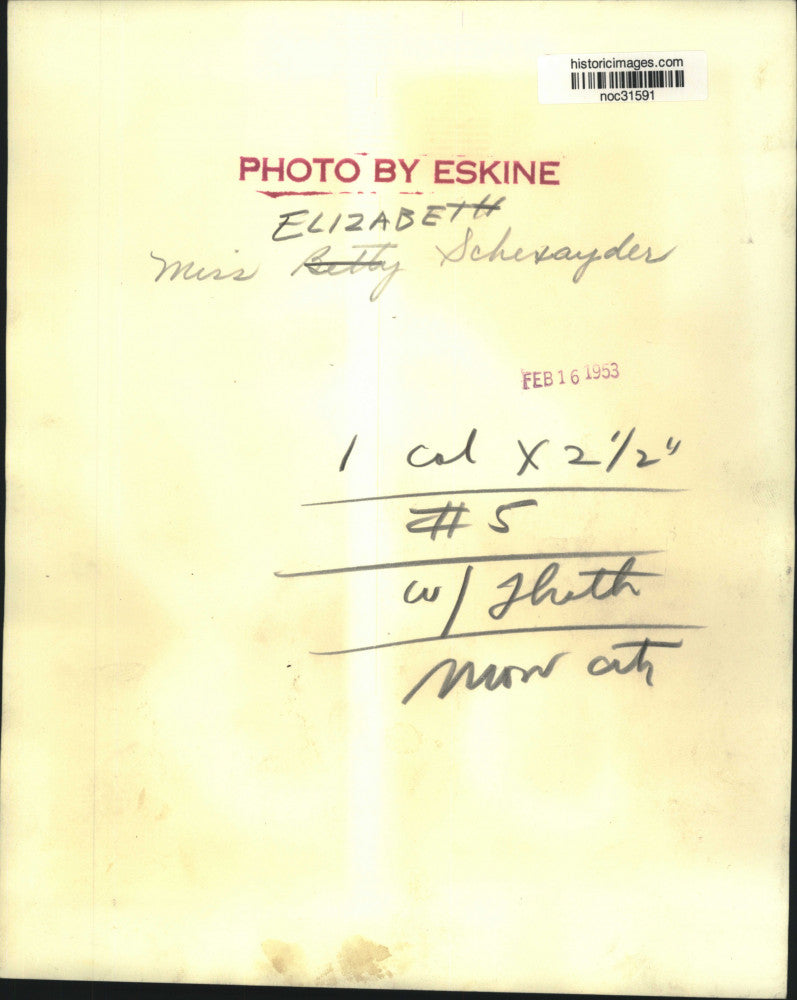 historicimages.com
noc31591
PHOTO BY ESKINE
ELIZABETH
Miss Betty Schexayder
FEB 16 1953
1 col X 2 1/2"
# 5
w/
Mon